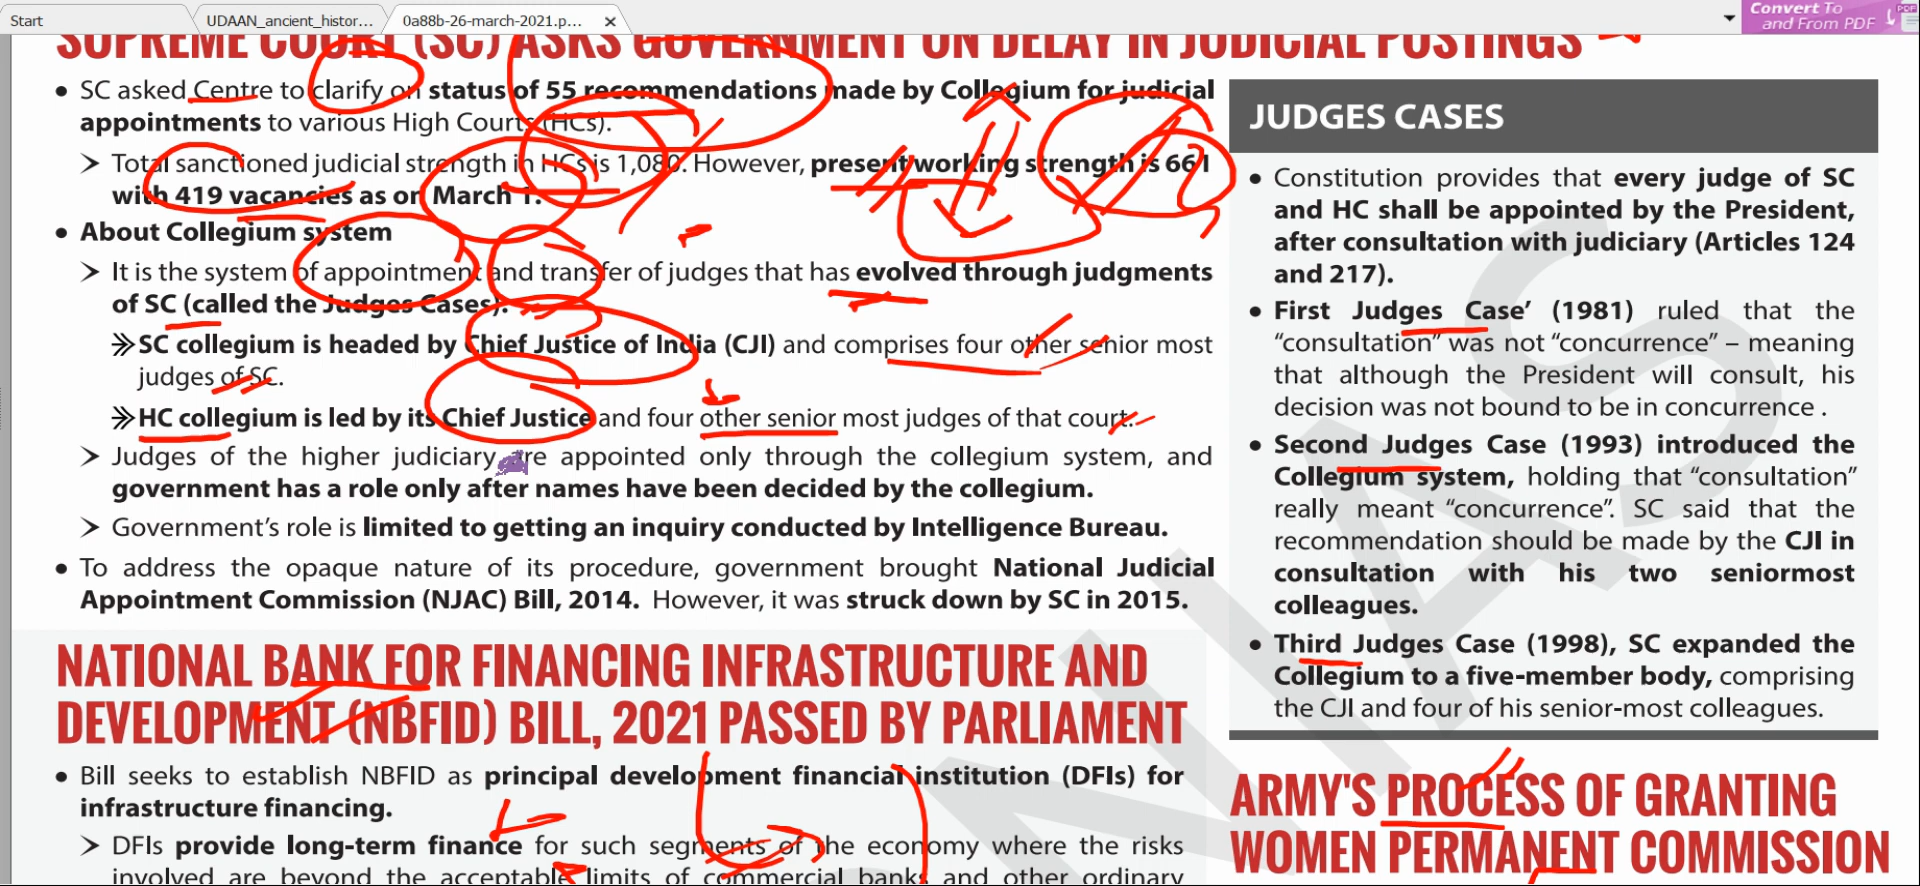 Start
UDAAN_ancient_histor...
0a88b-26-march-2021.p...
Convert To
and From PDF
PDF
SUPREME COURT (SC) ASKS GOVERNMENT ON DELAY IN JUDICIAL POSTINGS
• SC asked Centre to clarify on status of 55 recommendations made by Collegium for judicial
appointments to various High Courts (HCs).
➤ Total sanctioned judicial strength in HCs is 1,080. However, present working strength is 661
with 419 vacancies as on March 1.
• About Collegium system
➤ It is the system of appointment and transfer of judges that has evolved through judgments
of SC (called the Judges Cases).
SC collegium is headed by Chief Justice of India (CJI) and comprises four other senior most
judges of SC.
HC collegium is led by its Chief Justice and four other senior most judges of that court.
➤ Judges of the higher judiciary are appointed only through the collegium system, and
government has a role only after names have been decided by the collegium.
➤ Government's role is limited to getting an inquiry conducted by Intelligence Bureau.
• To address the opaque nature of its procedure, government brought National Judicial
Appointment Commission (NJAC) Bill, 2014. However, it was struck down by SC in 2015.
NATIONAL BANK FOR FINANCING INFRASTRUCTURE AND
DEVELOPMENT (NBFID) BILL, 2021 PASSED BY PARLIAMENT
• Bill seeks to establish NBFID as principal development financial institution (DFIs) for
infrastructure financing.
➤ DFIs provide long-term finance for such segments of the economy where the risks
involved are beyond the acceptable limits of commercial banks and other ordinary
JUDGES CASES
• Constitution provides that every judge of SC
and HC shall be appointed by the President,
after consultation with judiciary (Articles 124
and 217).
• First Judges Case’ (1981) ruled that the
“consultation” was not “concurrence” – meaning
that although the President will consult, his
decision was not bound to be in concurrence .
• Second Judges Case (1993) introduced the
Collegium system, holding that “consultation”
really meant “concurrence”. SC said that the
recommendation should be made by the CJI in
consultation with his two seniormost
colleagues.
• Third Judges Case (1998), SC expanded the
Collegium to a five-member body, comprising
the CJI and four of his senior-most colleagues.
ARMY'S PROCESS OF GRANTING
WOMEN PERMANENT COMMISSION